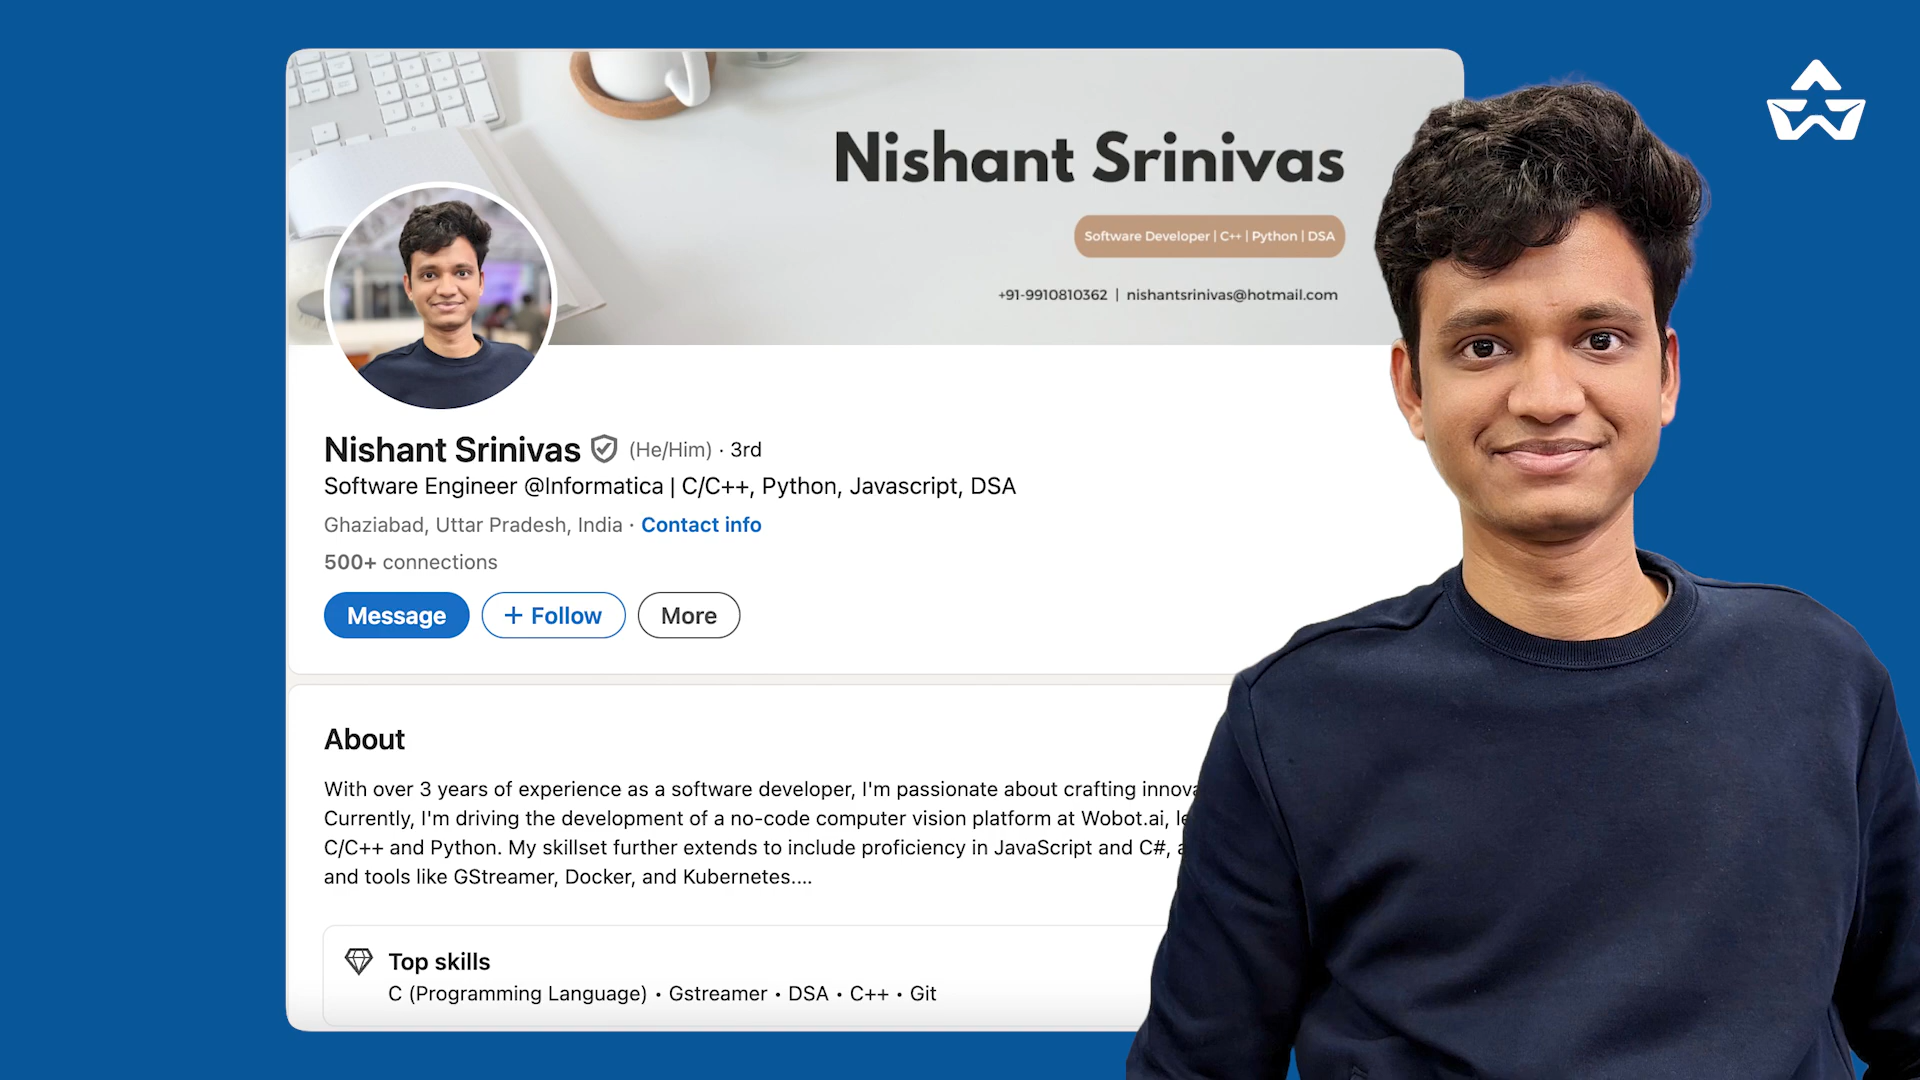 Nishant Srinivas
Software Developer | C++ | Python | DSA
+91-9910810362 | nishantsrinivas@hotmail.com
Nishant Srinivas (He/Him) · 3rd
Software Engineer @Informatica | C/C++, Python, Javascript, DSA
Ghaziabad, Uttar Pradesh, India · Contact info
500+ connections
Message
+ Follow
More
About
With over 3 years of experience as a software developer, I'm passionate about crafting
Currently, I'm driving the development of a no-code computer vision platform at Wobot.ai,
C/C++ and Python. My skillset further extends to include proficiency in JavaScript and C#,
and tools like GStreamer, Docker, and Kubernetes....
Top skills
C (Programming Language) • Gstreamer • DSA • C++ • Git